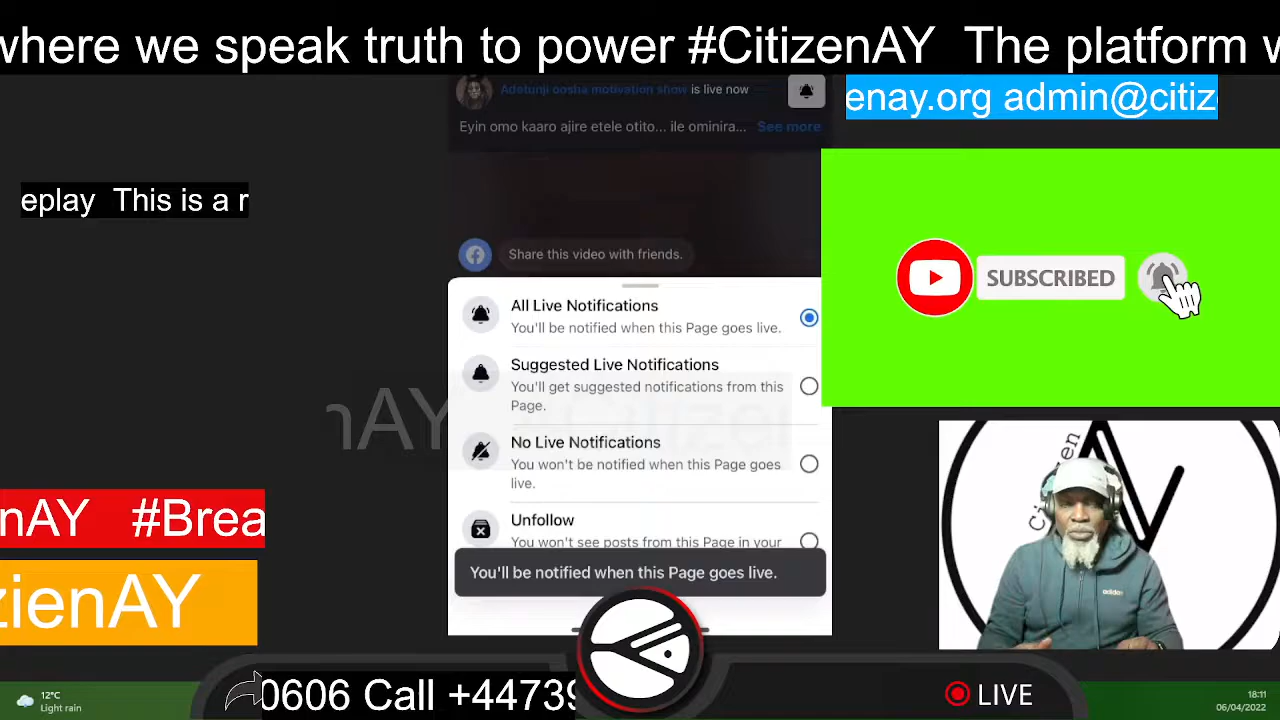 where we speak truth to power #CitizenAY The platform w
Adetunji oosha motivation show is live now
Eyin omo kaaro ajire etele otito... ile ominira... See more
enay.org admin@citiz
eplay This is a r
Share this video with friends.
SUBSCRIBED
All Live Notifications
You'll be notified when this Page goes live.
Suggested Live Notifications
You'll get suggested notifications from this
Page.
nAY Citizen
No Live Notifications
You won't be notified when this Page goes
live.
Citizen
nAY #Brea
Unfollow
You won't see posts from this Page in your
You'll be notified when this Page goes live.
adidas
zienAY
0606 Call +44739
LIVE
12°C
Light rain
18:11
06/04/2022